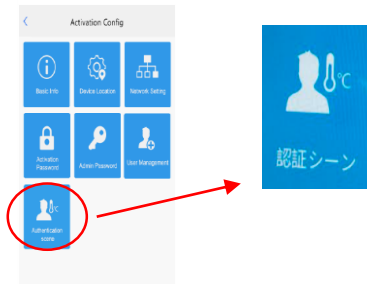 Activation Config
Basic Info
Device Location
Network Setting
Activation
Password
Admin Password
User Management
℃
Authentication
scene
℃
認証シーン